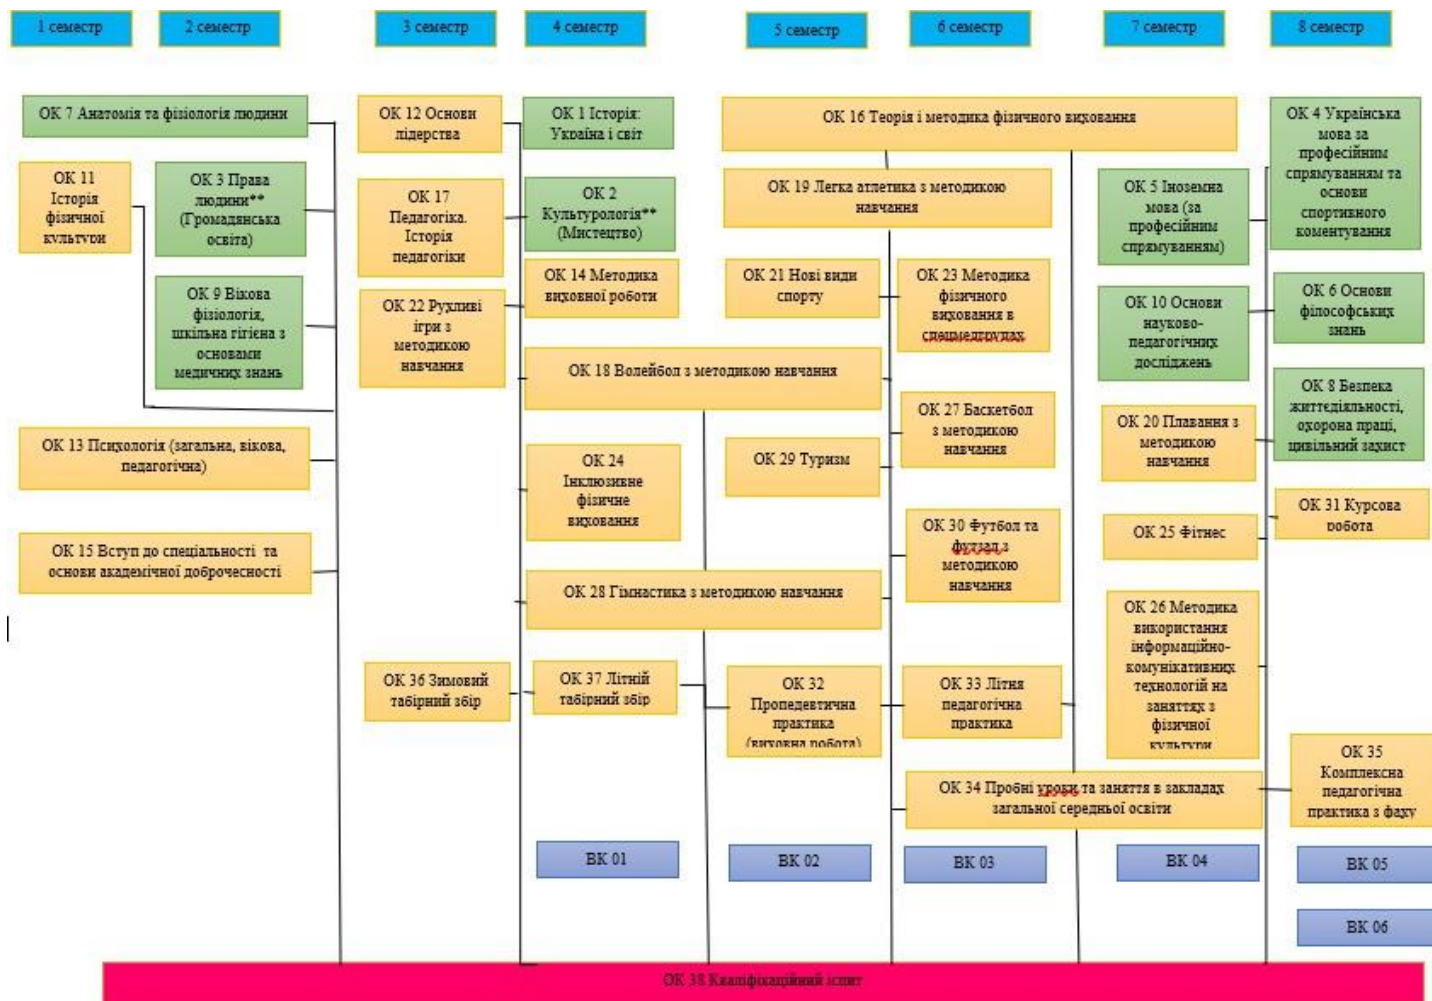 1 семестр
2 семестр
3 семестр
4 семестр
5 семестр
6 семестр
7 семестр
8 семестр
ОК 7 Анатомія та фізіологія людини
ОК 11
Історія
фізичної
культури
ОК 3 Права
людини**
(Громадянська
освіта)
ОК 9 Вікова
фізіологія,
шкільна гігієна з
основами
медичних знань
ОК 13 Психологія (загальна, вікова,
педагогічна)
ОК 15 Вступ до спеціальності та
основи академічної доброчесності
ОК 12 Основи
лідерства
ОК 17
Педагогіка.
Історія
педагогіки
ОК 22 Рухливі
ігри з
методикою
навчання
ОК 36 Зимовий
табірний збір
ОК 1 Історія:
Україна і світ
ОК 2
Культурологія**
(Мистецтво)
ОК 14 Методика
виховної роботи
ОК 18 Волейбол з методикою навчання
ОК 24
Інклюзивне
фізичне
виховання
ОК 28 Гімнастика з методикою навчання
ОК 37 Літній
табірний збір
ОК 16 Теорія і методика фізичного виховання
ОК 19 Легка атлетика з методикою
навчання
ОК 21 Нові види
спорту
ОК 29 Туризм
ОК 32
Пропедевтична
практика
(виховна робота)
ОК 23 Методика
фізичного
виховання в
спецмедгрупах
ОК 27 Баскетбол
з методикою
навчання
ОК 30 Футбол та
футзал з
методикою
навчання
ОК 33 Літня
педагогічна
практика
ОК 34 Пробні уроки та заняття в закладах
загальної середньої освіти
ОК 5 Іноземна
мова (за
професійним
спрямуванням)
ОК 10 Основи
науково-
педагогічних
досліджень
ОК 20 Плавання з
методикою
навчання
ОК 25 Фітнес
ОК 26 Методика
використання
інформаційно-
комунікативних
технологій на
заняттях з
фізичної
культури
ОК 4 Українська
мова за
професійним
спрямуванням та
основи
спортивного
коментування
ОК 6 Основи
філософських
знань
ОК 8 Безпека
життєдіяльності,
охорона праці,
цивільний захист
ОК 31 Курсова
робота
ОК 35
Комплексна
педагогічна
практика з фаху
ВК 01
ВК 02
ВК 03
ВК 04
ВК 05
ВК 06
ОК 38 Кваліфікаційний іспит